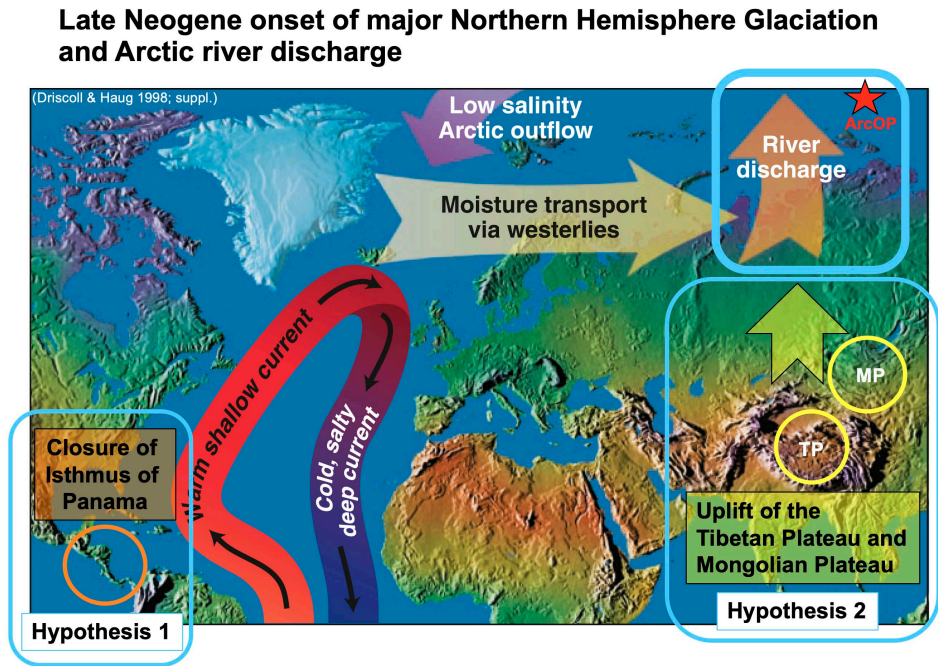 Late Neogene onset of major Northern Hemisphere Glaciation
and Arctic river discharge
(Driscoll & Haug 1998; suppl.)
Low salinity
Arctic outflow
ArcOP
River
discharge
Moisture transport
via westerlies
Warm shallow current
Cold, salty
deep current
MP
TP
Closure of
Isthmus of
Panama
Uplift of the
Tibetan Plateau and
Mongolian Plateau
Hypothesis 1
Hypothesis 2